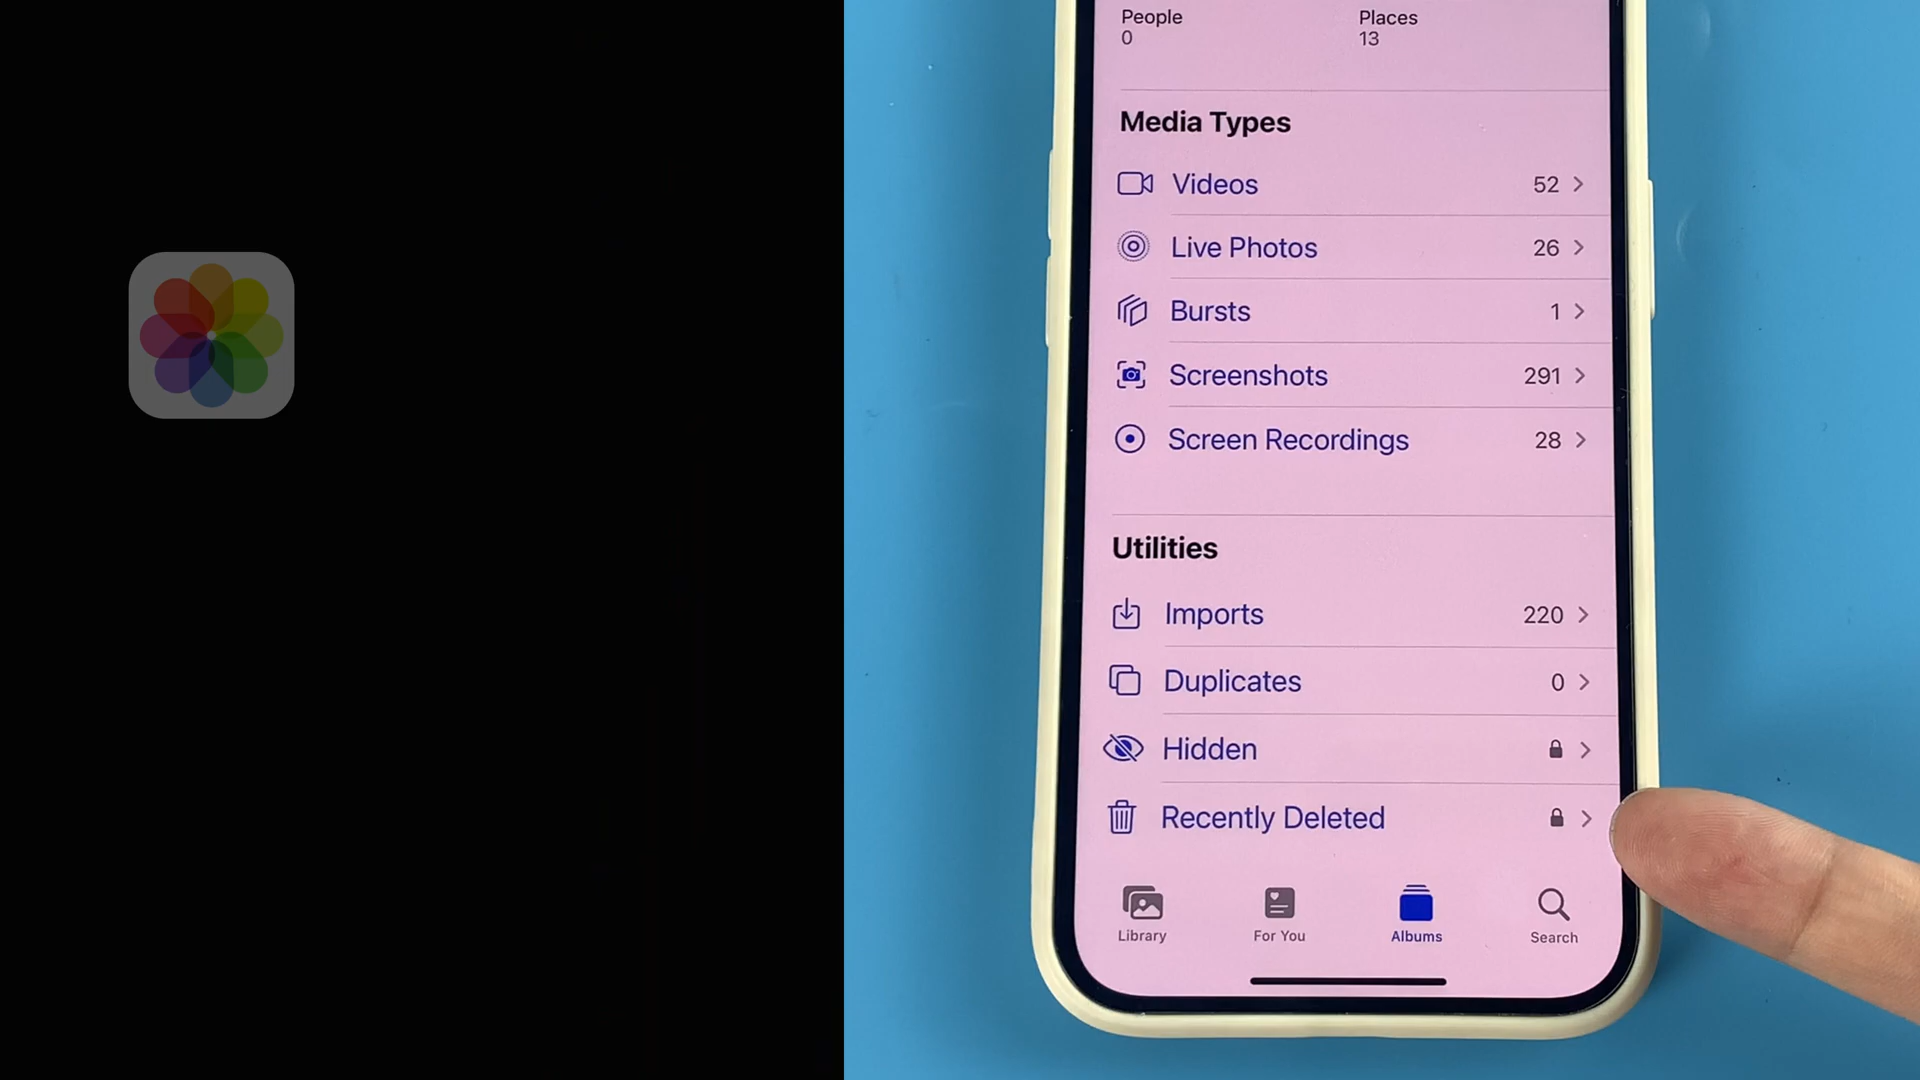 People
0
Places
13
Media Types
Videos 52
Live Photos 26
Bursts 1
Screenshots 291
Screen Recordings 28
Utilities
Imports 220
Duplicates 0
Hidden
Recently Deleted
Library
For You
Albums
Search